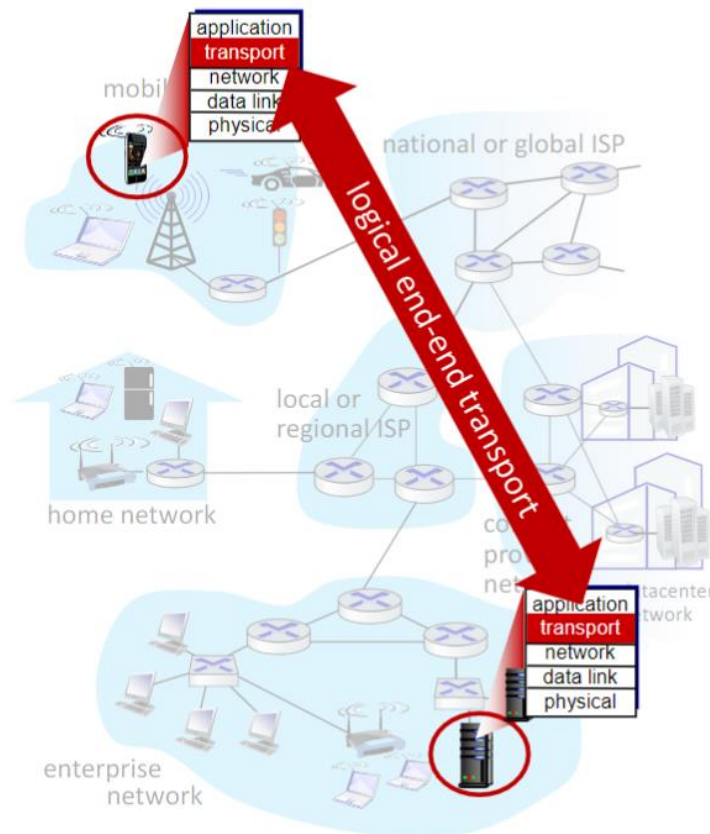 application
transport
network
data link
physical
national or global ISP
logical end-end transport
local or
regional ISP
home network
application
transport
network
data link
physical
enterprise
network